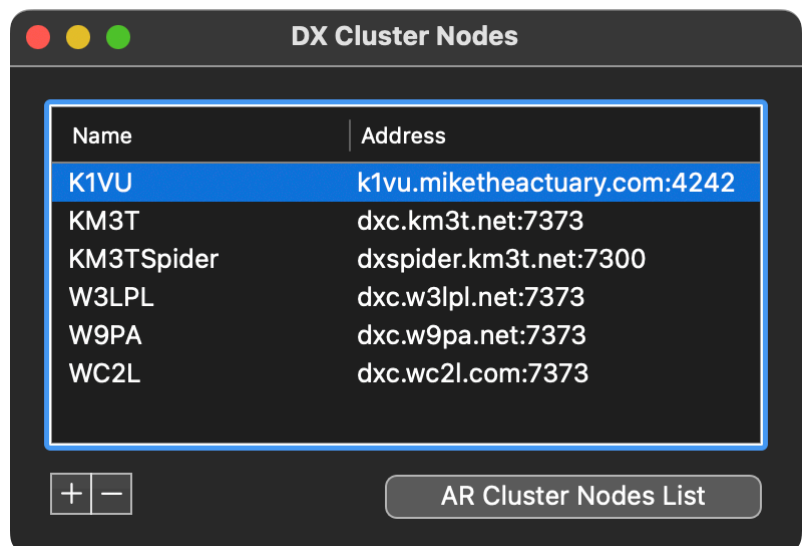 DX Cluster Nodes
Name Address
K1VU k1vu.miketheactuary.com:4242
KM3T dxc.km3t.net:7373
KM3TSpider dxspider.km3t.net:7300
W3LPL dxc.w3lpl.net:7373
W9PA dxc.w9pa.net:7373
WC2L dxc.wc2l.com:7373
+ − AR Cluster Nodes List